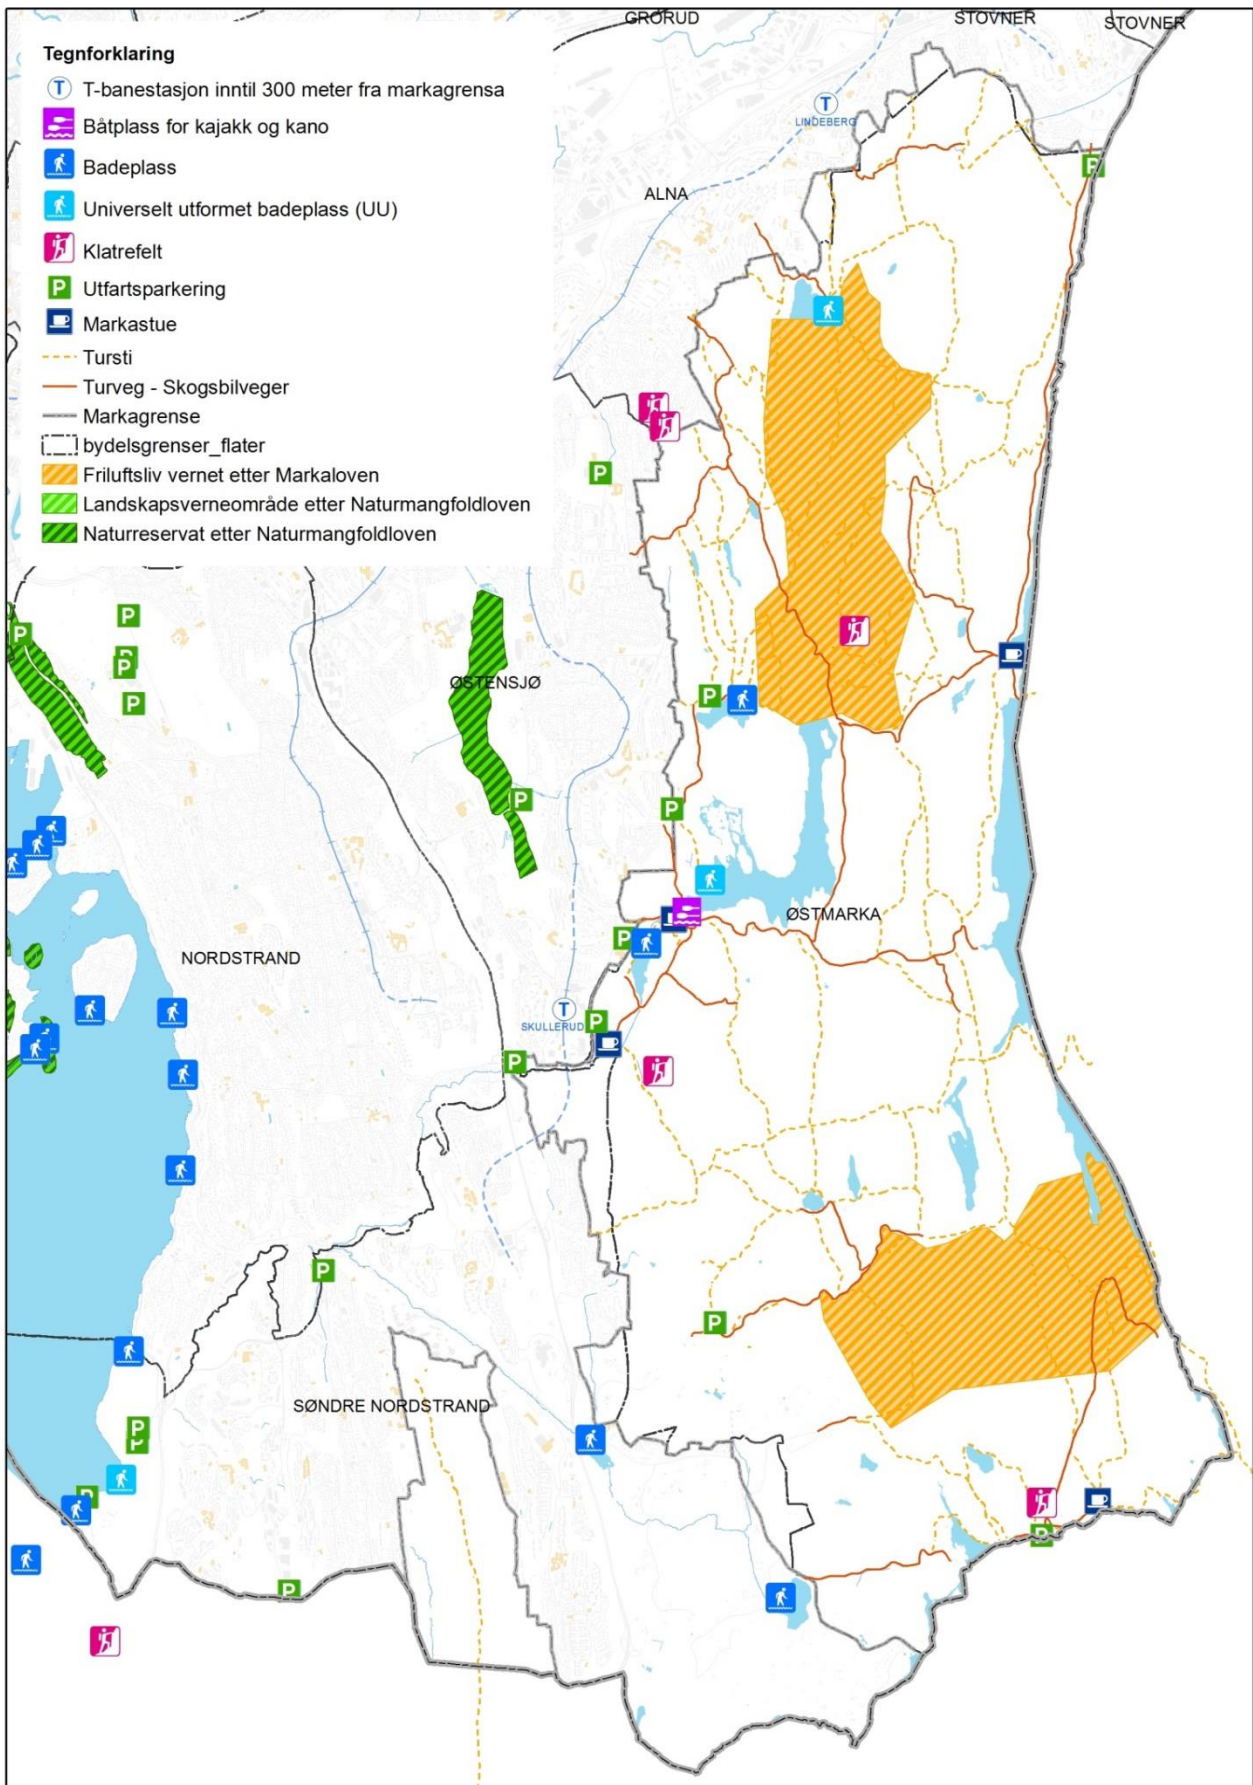 GRORUD
STOVNER
STOVNER
Tegnforklaring
T T-banestasjon inntil 300 meter fra markagrensa
Båtplass for kajakk og kano
Badeplass
Universelt utformet badeplass (UU)
Klatrefelt
P Utfartsparkering
Markastue
Tursti
Turveg - Skogsbilveger
Markagrense
bydelsgrenser_flater
Friluftsliv vernet etter Markaloven
Landskapsverneområde etter Naturmangfoldloven
Naturreservat etter Naturmangfoldloven
T
LINDEBERG
P
ALNA
P
P
P
P
P
P
ØSTENSJØ
P
P
P
ØSTMARKA
P
NORDSTRAND
T
SKULLERUD
P
P
P
P
SØNDRE NORDSTRAND
P
P
P
P
P